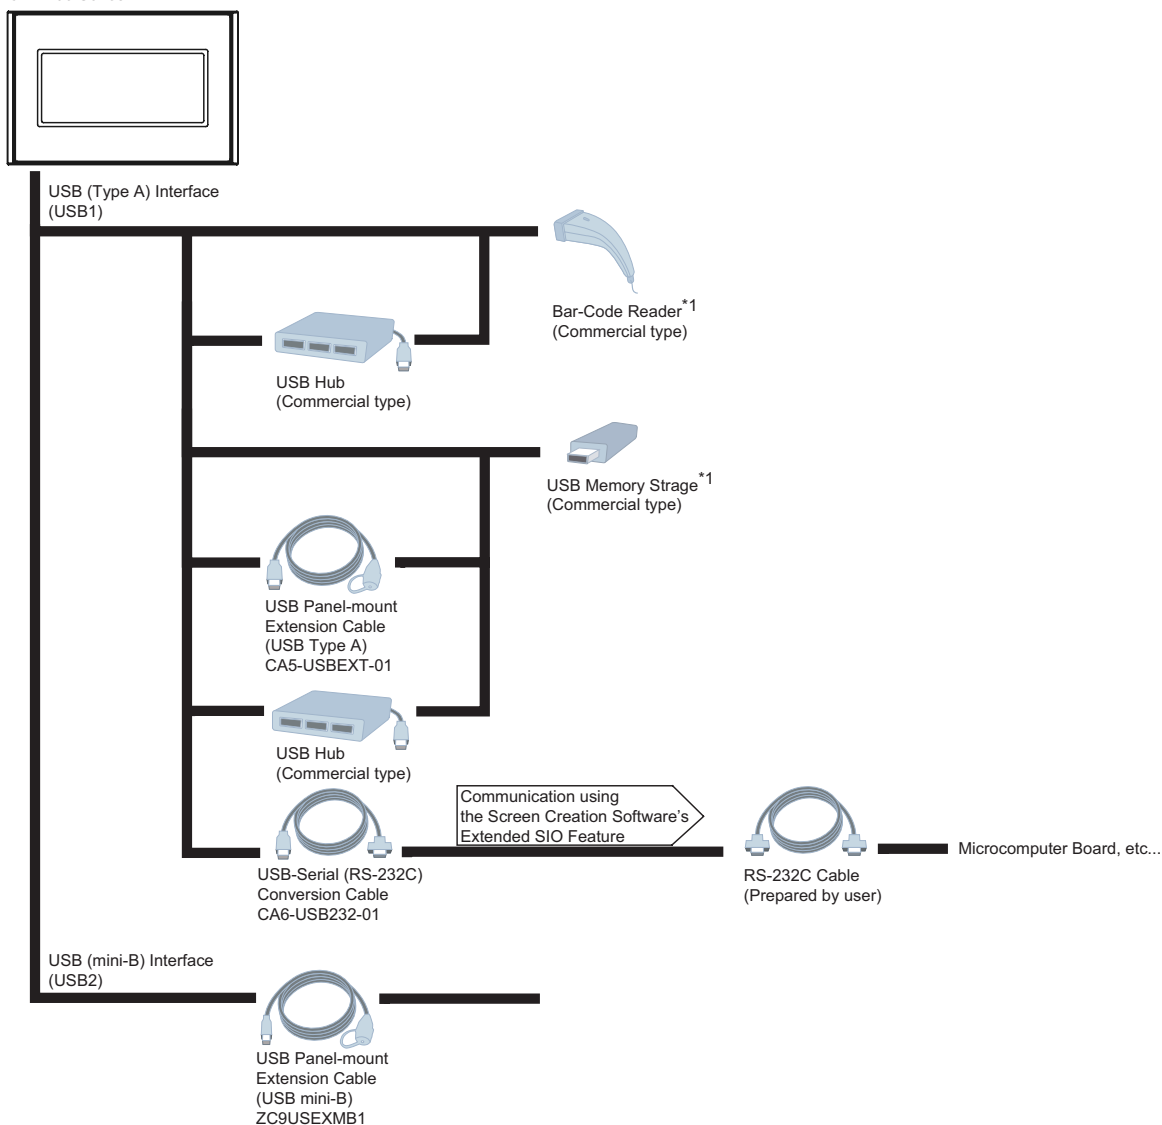 USB (Type A) Interface
(USB1)
Bar-Code Reader*1
(Commercial type)
USB Hub
(Commercial type)
USB Memory Strage*1
(Commercial type)
USB Panel-mount
Extension Cable
(USB Type A)
CA5-USBEXT-01
USB Hub
(Commercial type)
Communication using
the Screen Creation Software's
Extended SIO Feature
Microcomputer Board, etc...
USB-Serial (RS-232C)
Conversion Cable
CA6-USB232-01
RS-232C Cable
(Prepared by user)
USB (mini-B) Interface
(USB2)
USB Panel-mount
Extension Cable
(USB mini-B)
ZC9USEXMB1